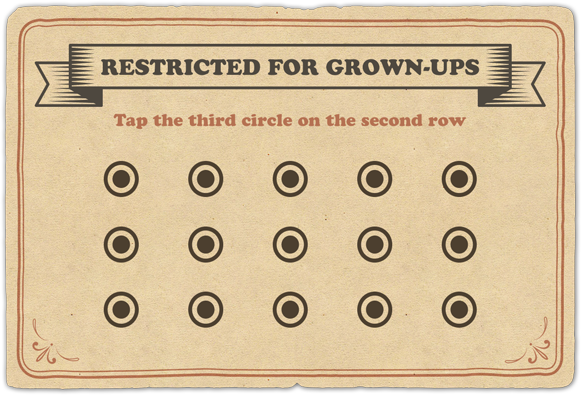 RESTRICTED FOR GROWN-UPS
Tap the third circle on the second row